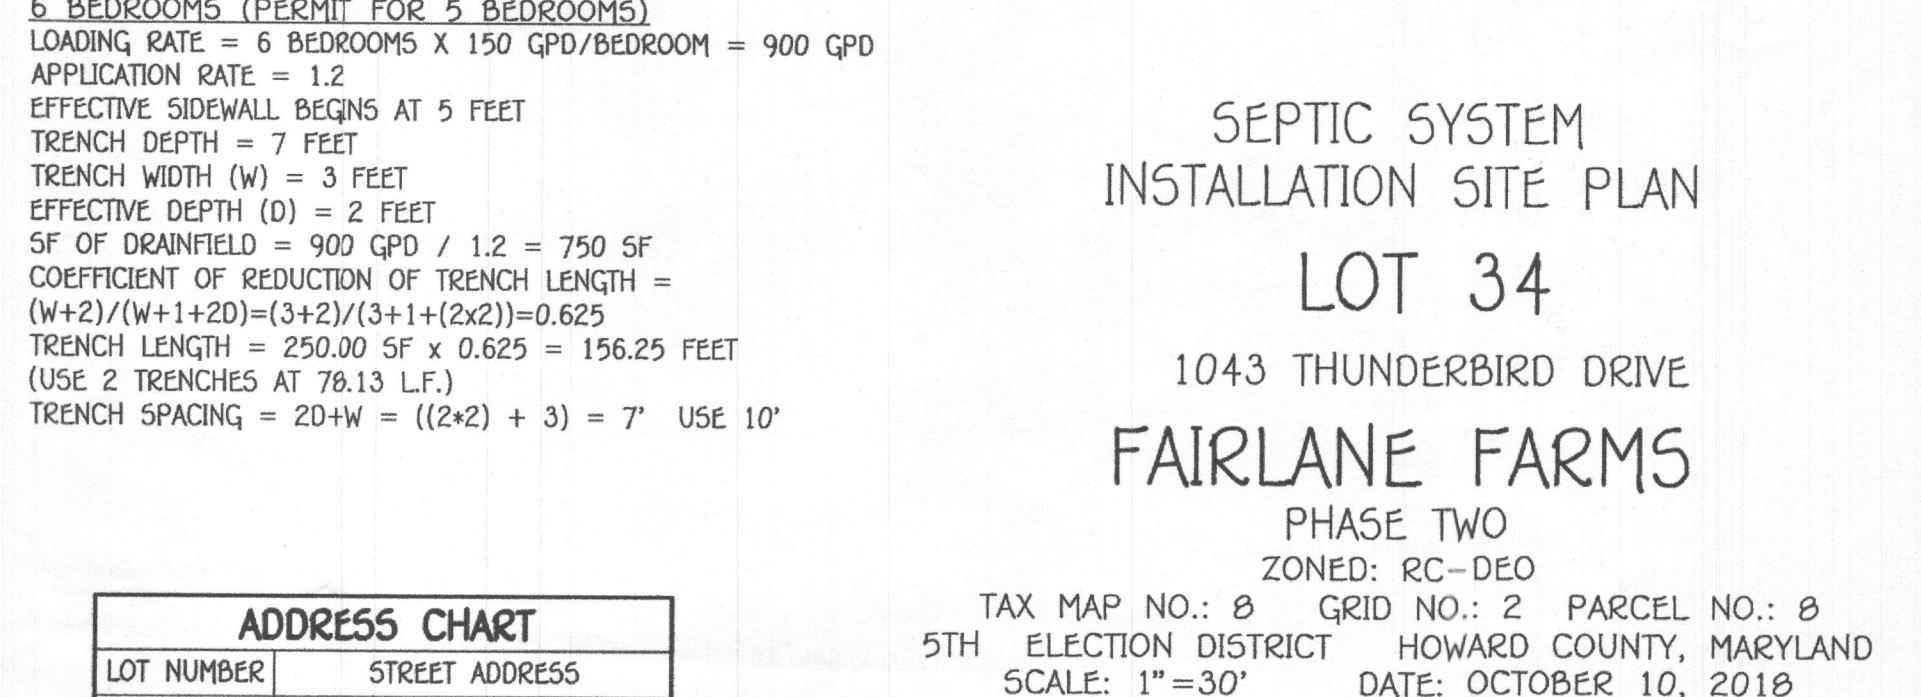 6 BEDROOMS (PERMIT FOR 5 BEDROOMS)
LOADING RATE = 6 BEDROOMS X 150 GPD/BEDROOM = 900 GPD
APPLICATION RATE = 1.2
EFFECTIVE SIDEWALL BEGINS AT 5 FEET
TRENCH DEPTH = 7 FEET
TRENCH WIDTH (W) = 3 FEET
EFFECTIVE DEPTH (D) = 2 FEET
SF OF DRAINFIELD = 900 GPD / 1.2 = 750 SF
COEFFICIENT OF REDUCTION OF TRENCH LENGTH =
(W+2)/(W+1+2D)=(3+2)/(3+1+(2x2))=0.625
TRENCH LENGTH = 250.00 SF x 0.625 = 156.25 FEET
(USE 2 TRENCHES AT 78.13 L.F.)
TRENCH SPACING = 2D+W = ((2*2) + 3) = 7' USE 10'
SEPTIC SYSTEM
INSTALLATION SITE PLAN
LOT 34
1043 THUNDERBIRD DRIVE
FAIRLANE FARMS
PHASE TWO
ZONED: RC-DEO
TAX MAP NO.: 8 GRID NO.: 2 PARCEL NO.: 8
5TH ELECTION DISTRICT HOWARD COUNTY, MARYLAND
SCALE: 1"=30' DATE: OCTOBER 10, 2018
ADDRESS CHART
LOT NUMBER STREET ADDRESS